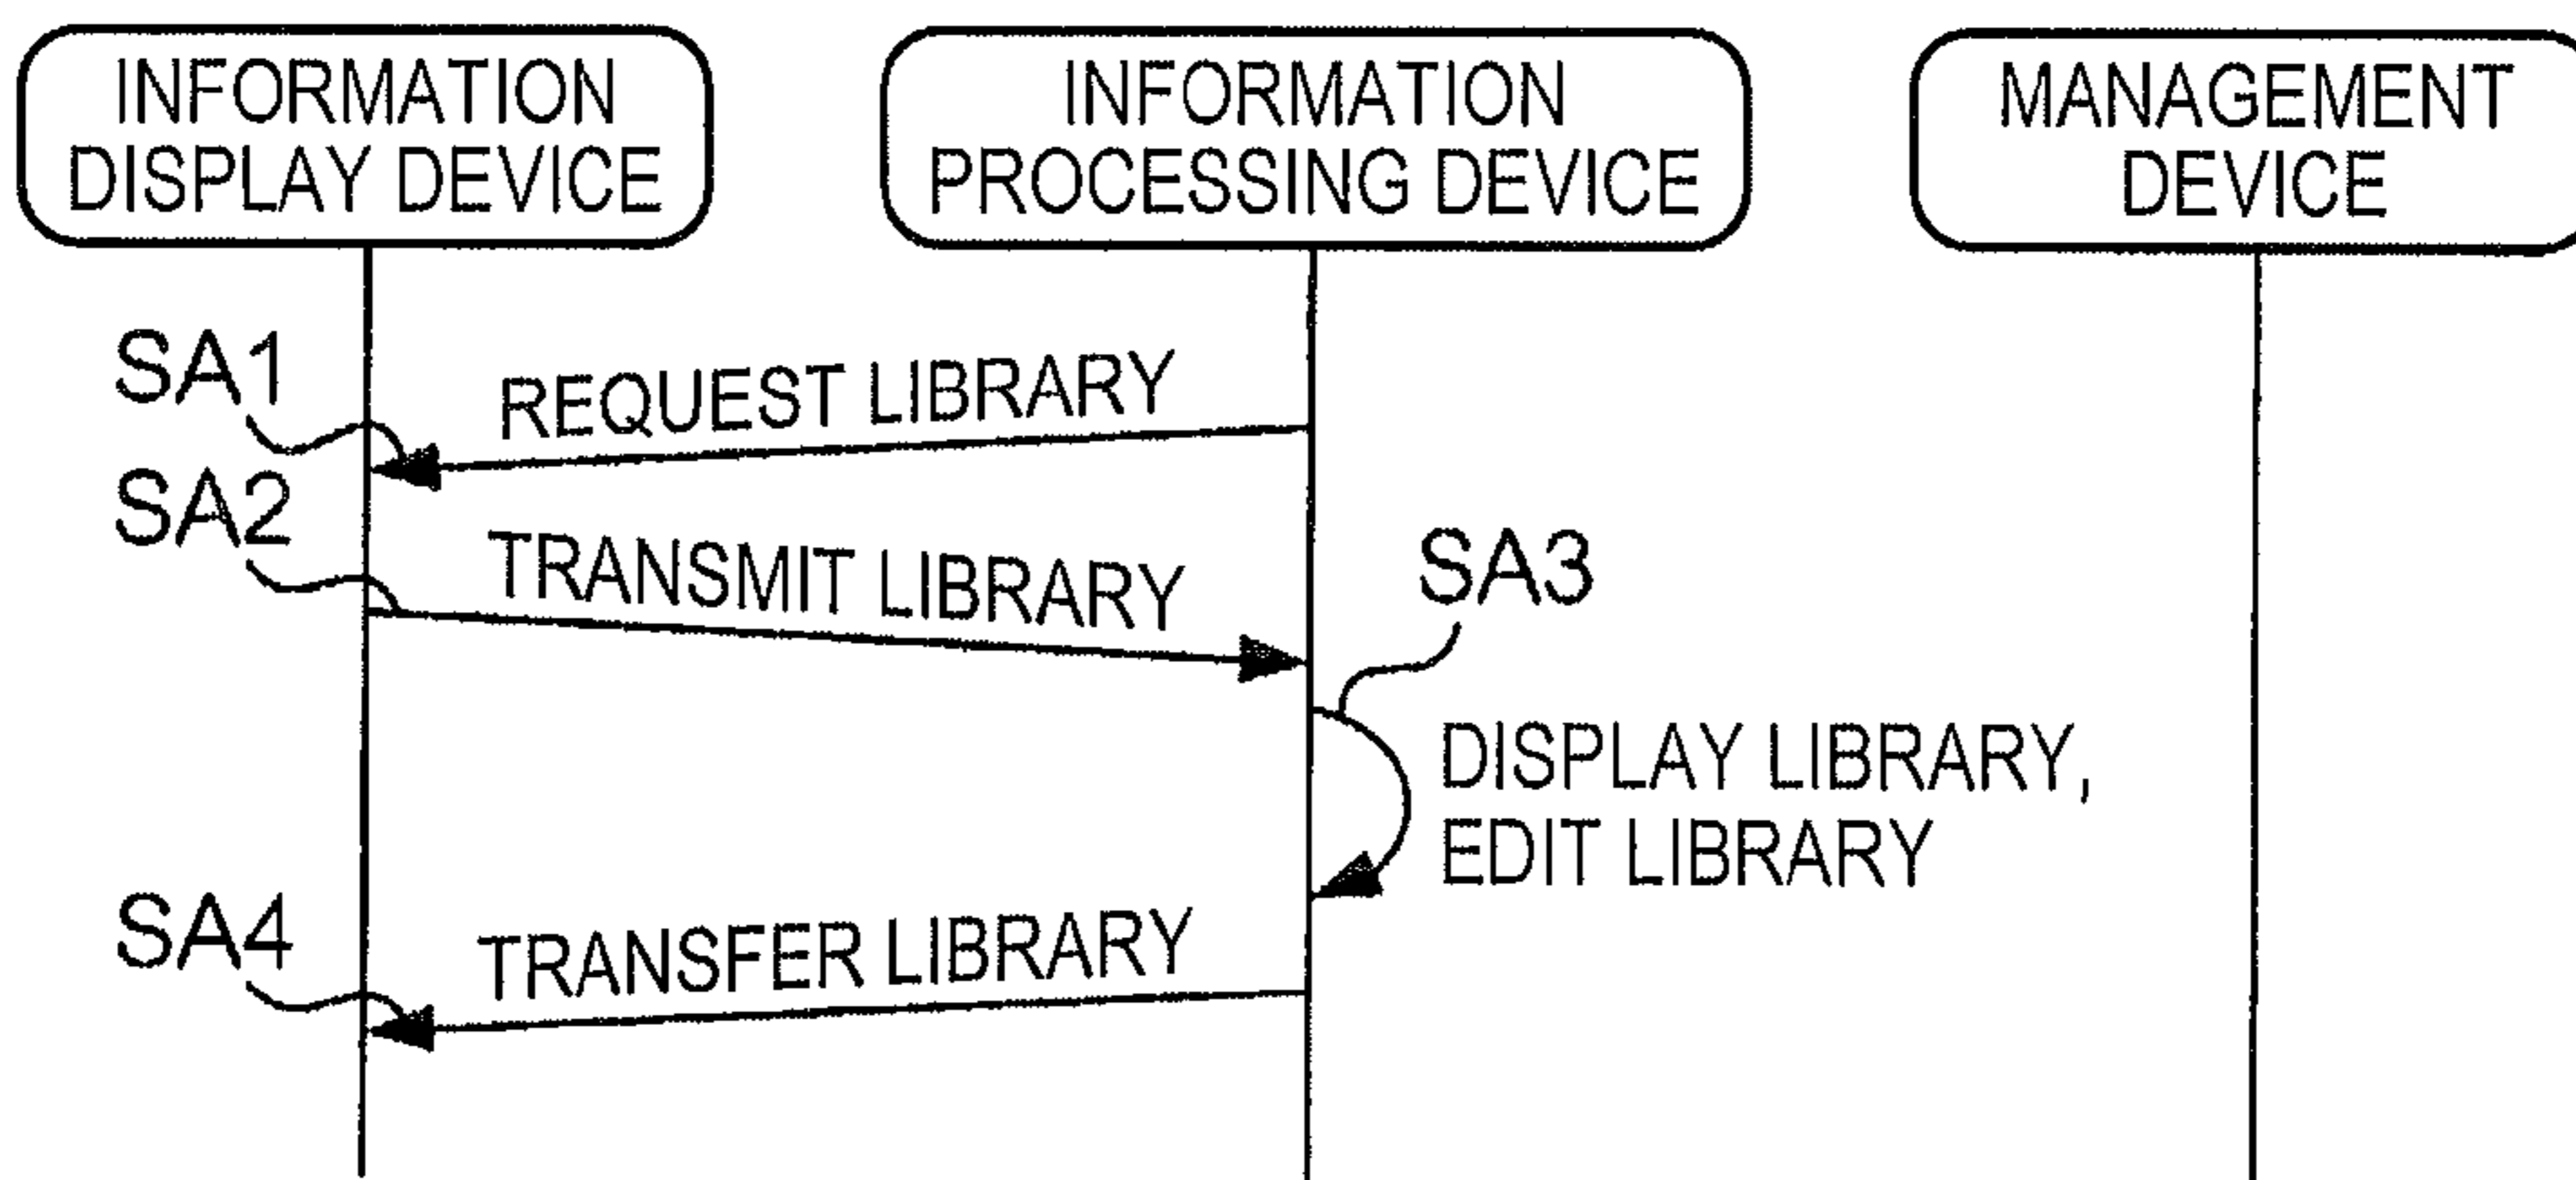 INFORMATION
DISPLAY DEVICE
INFORMATION
PROCESSING DEVICE
MANAGEMENT
DEVICE
SA1
REQUEST LIBRARY
SA2
TRANSMIT LIBRARY
SA3
DISPLAY LIBRARY,
EDIT LIBRARY
SA4
TRANSFER LIBRARY